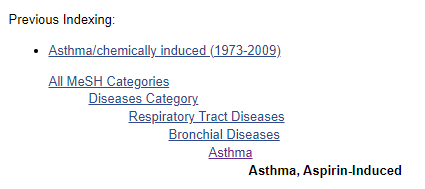 Previous Indexing:
• Asthma/chemically induced (1973-2009)
All MeSH Categories
Diseases Category
Respiratory Tract Diseases
Bronchial Diseases
Asthma
Asthma, Aspirin-Induced